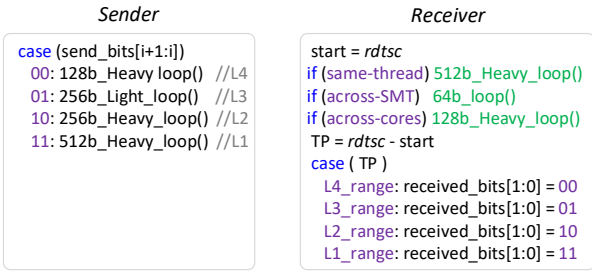 Sender
case (send_bits[i+1:i])
00: 128b_Heavy loop() //L4
01: 256b_Light_loop() //L3
10: 256b_Heavy_loop() //L2
11: 512b_Heavy_loop() //L1
Receiver
start = rdtsc
if (same-thread) 512b_Heavy_loop()
if (across-SMT) 64b_loop()
if (across-cores) 128b_Heavy_loop()
TP = rdtsc - start
case ( TP )
L4_range: received_bits[1:0] = 00
L3_range: received_bits[1:0] = 01
L2_range: received_bits[1:0] = 10
L1_range: received_bits[1:0] = 11